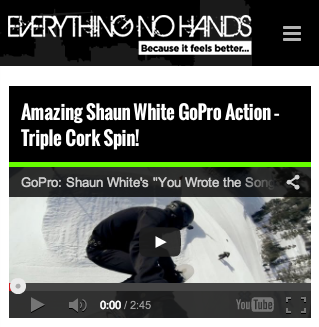 EVERYTHING NO HANDS
Because it feels better...
Amazing Shaun White GoPro Action -
Triple Cork Spin!
GoPro: Shaun White's "You Wrote the Song
0:00 / 2:45
YouTube